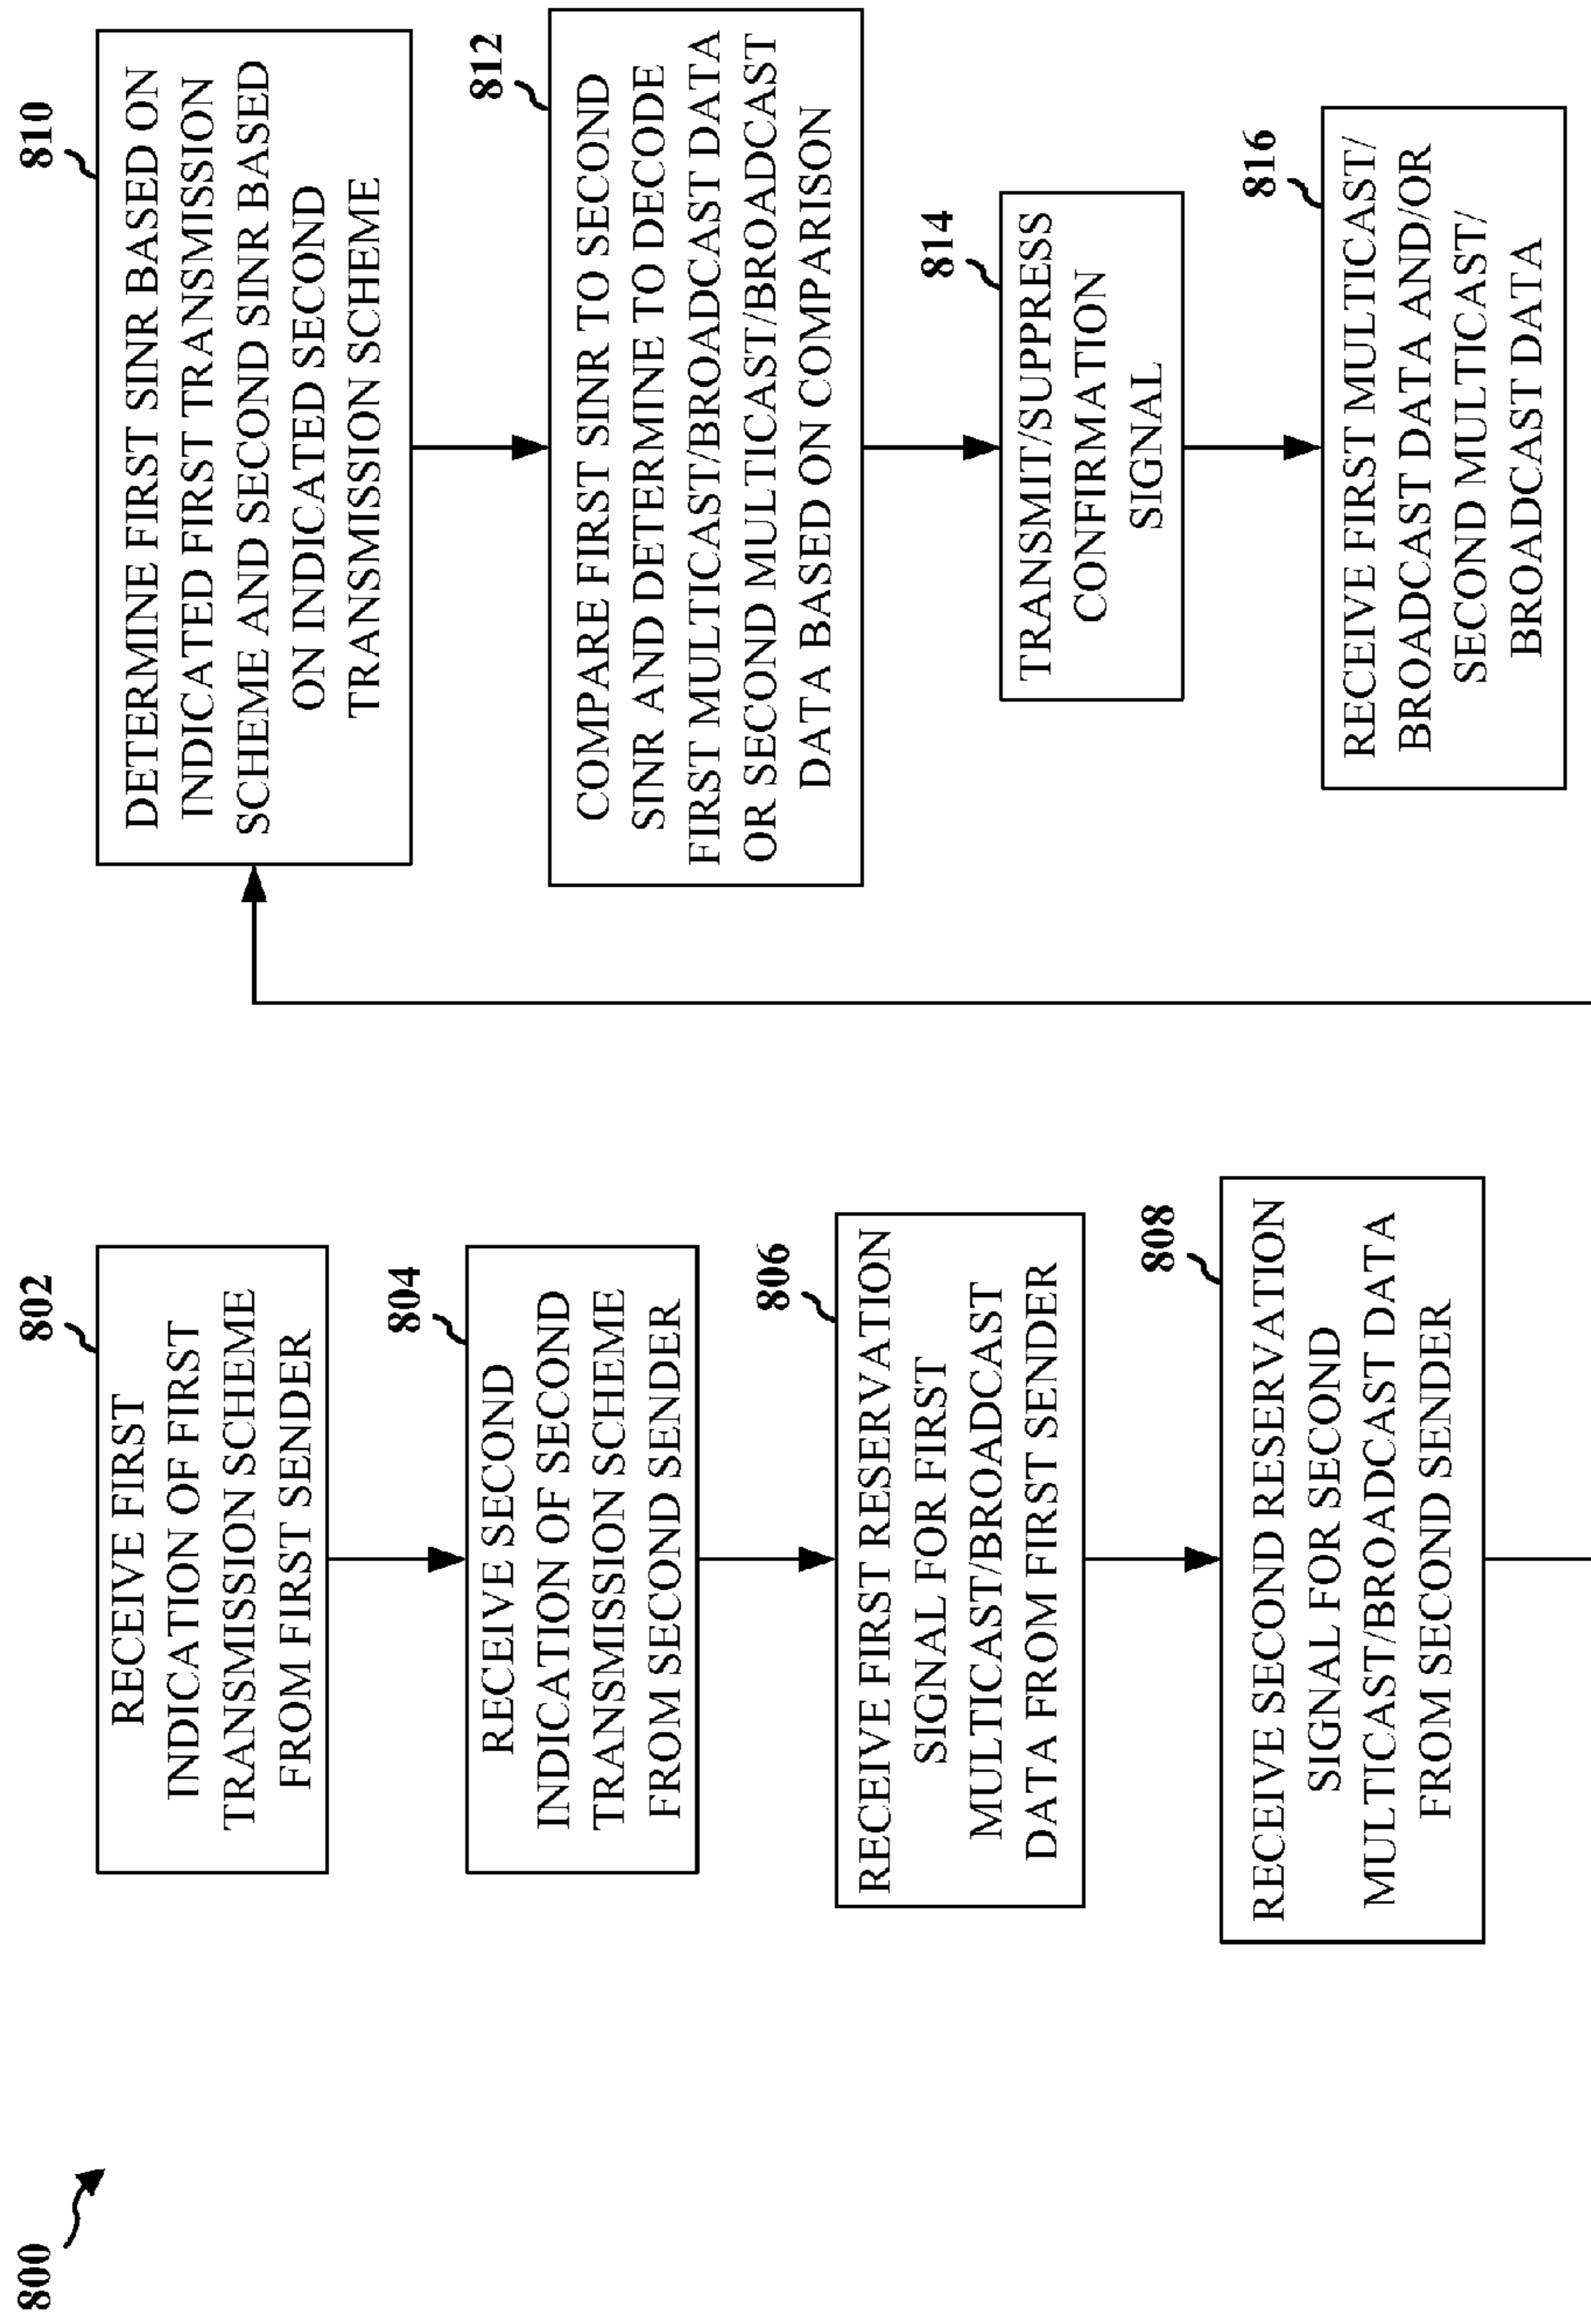 800
802
RECEIVE FIRST
INDICATION OF FIRST
TRANSMISSION SCHEME
FROM FIRST SENDER
804
RECEIVE SECOND
INDICATION OF SECOND
TRANSMISSION SCHEME
FROM SECOND SENDER
806
RECEIVE FIRST RESERVATION
SIGNAL FOR FIRST
MULTICAST/BROADCAST
DATA FROM FIRST SENDER
808
RECEIVE SECOND RESERVATION
SIGNAL FOR SECOND
MULTICAST/BROADCAST DATA
FROM SECOND SENDER
810
DETERMINE FIRST SINR BASED ON
INDICATED FIRST TRANSMISSION
SCHEME AND SECOND SINR BASED
ON INDICATED SECOND
TRANSMISSION SCHEME
812
COMPARE FIRST SINR TO SECOND
SINR AND DETERMINE TO DECODE
FIRST MULTICAST/BROADCAST DATA
OR SECOND MULTICAST/BROADCAST
DATA BASED ON COMPARISON
814
TRANSMIT/SUPPRESS
CONFIRMATION
SIGNAL
816
RECEIVE FIRST MULTICAST/
BROADCAST DATA AND/OR
SECOND MULTICAST/
BROADCAST DATA